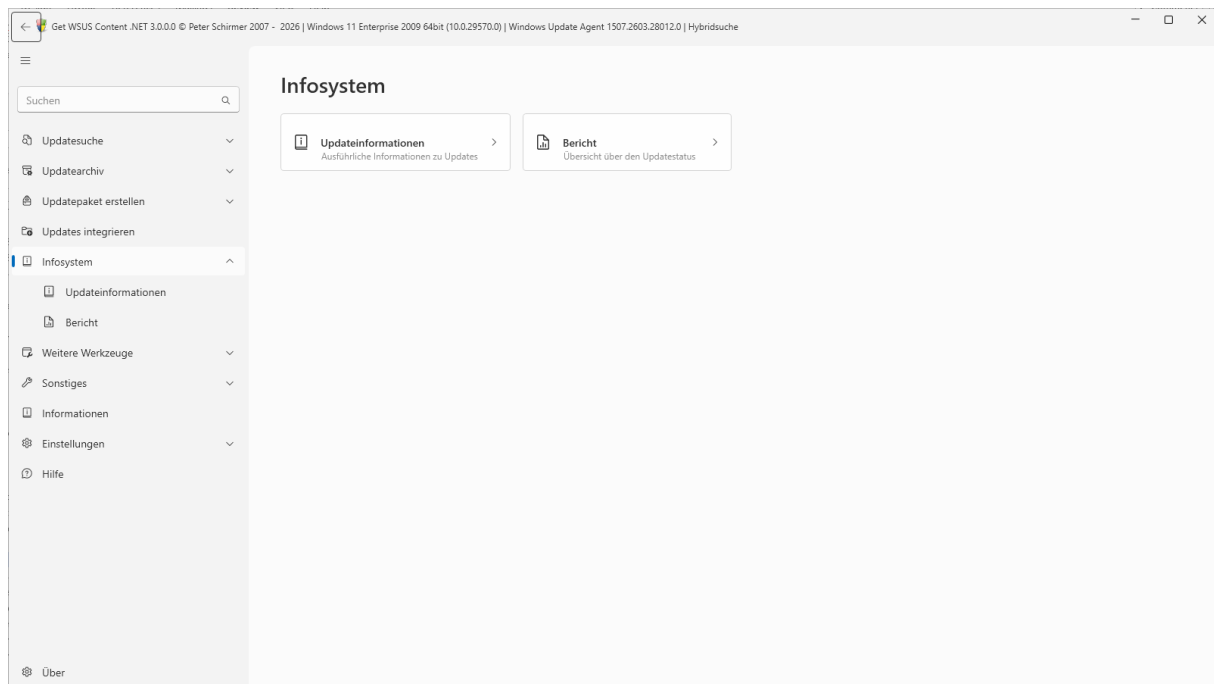 Get WSUS Content .NET 3.0.0.0 © Peter Schirmer 2007 - 2026 | Windows 11 Enterprise 2009 64bit (10.0.29570.0) | Windows Update Agent 1507.2603.28012.0 | Hybridsuche
Suchen
Updatesuche
Updatearchiv
Updatepaket erstellen
Updates integrieren
Infosystem
Updateinformationen
Bericht
Weitere Werkzeuge
Sonstiges
Informationen
Einstellungen
Hilfe
Über
Infosystem
Updateinformationen
Ausführliche Informationen zu Updates
Bericht
Übersicht über den Updatestatus